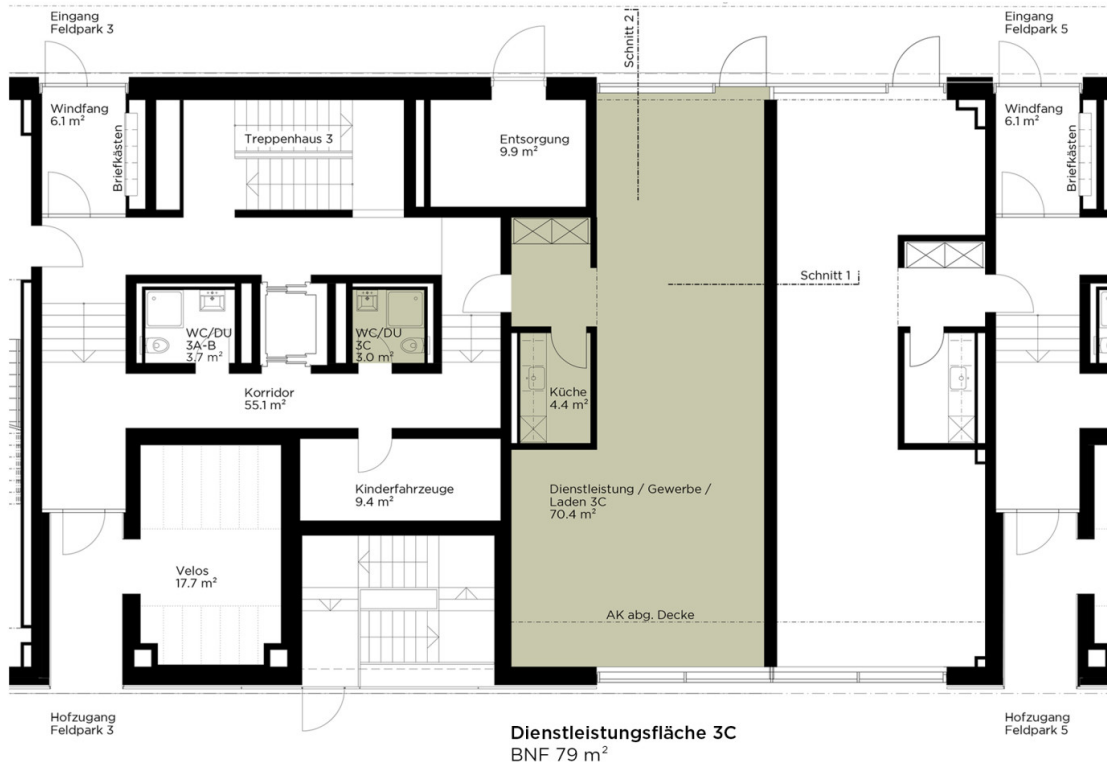 Eingang
Feldpark 3
Schnitt 2
Eingang
Feldpark 5
Windfang
6.1 m²
Briefkästen
Treppenhaus 3
Entsorgung
9.9 m²
Windfang
6.1 m²
Briefkästen
Schnitt 1
WC/DU
3A-B
3.7 m²
WC/DU
3C
3.0 m²
Korridor
55.1 m²
Küche
4.4 m²
Kinderfahrzeuge
9.4 m²
Dienstleistung / Gewerbe /
Laden 3C
70.4 m²
Velos
17.7 m²
AK abg. Decke
Hofzugang
Feldpark 3
Hofzugang
Feldpark 5
Dienstleistungsfläche 3C
BNF 79 m²